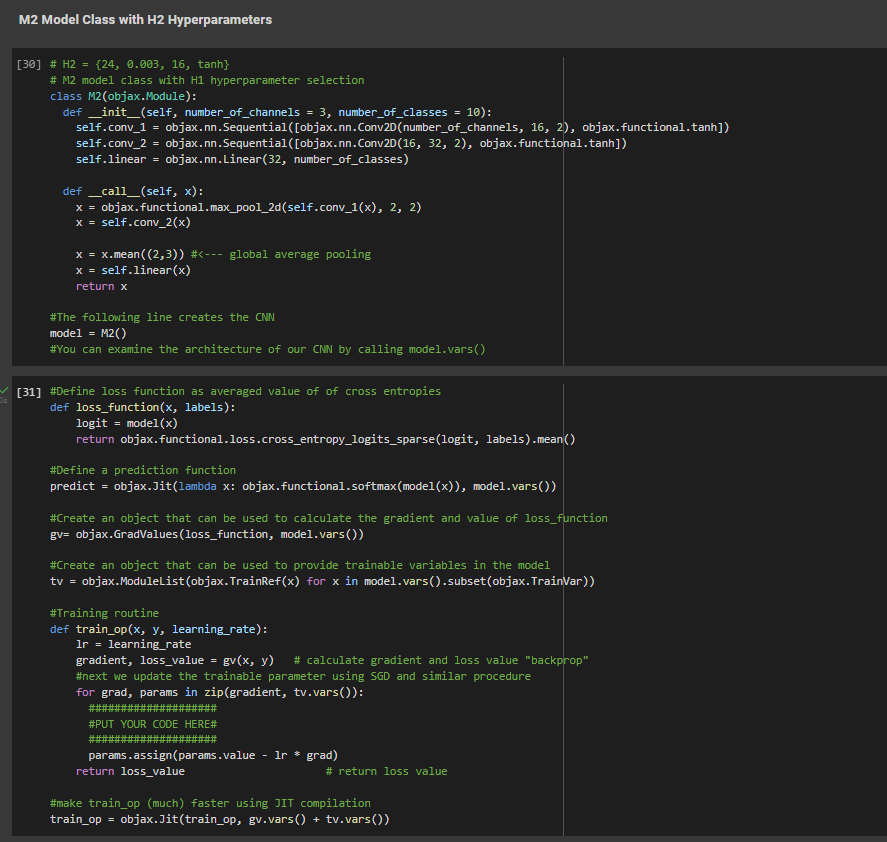 M2 Model Class with H2 Hyperparameters
[30] # H2 = {24, 0.003, 16, tanh}
# M2 model class with H1 hyperparameter selection
class M2(objax.Module):
  def __init__(self, number_of_channels = 3, number_of_classes = 10):
    self.conv_1 = objax.nn.Sequential([objax.nn.Conv2D(number_of_channels, 16, 2), objax.functional.tanh])
    self.conv_2 = objax.nn.Sequential([objax.nn.Conv2D(16, 32, 2), objax.functional.tanh])
    self.linear = objax.nn.Linear(32, number_of_classes)
  def __call__(self, x):
    x = objax.functional.max_pool_2d(self.conv_1(x), 2, 2)
    x = self.conv_2(x)
    x = x.mean((2,3)) #<--- global average pooling
    x = self.linear(x)
    return x
#The following line creates the CNN
model = M2()
#You can examine the architecture of our CNN by calling model.vars()
[31] #Define loss function as averaged value of of cross entropies
def loss_function(x, labels):
    logit = model(x)
    return objax.functional.loss.cross_entropy_logits_sparse(logit, labels).mean()
#Define a prediction function
predict = objax.Jit(lambda x: objax.functional.softmax(model(x)), model.vars())
#Create an object that can be used to calculate the gradient and value of loss_function
gv= objax.GradValues(loss_function, model.vars())
#Create an object that can be used to provide trainable variables in the model
tv = objax.ModuleList(objax.TrainRef(x) for x in model.vars().subset(objax.TrainVar))
#Training routine
def train_op(x, y, learning_rate):
    lr = learning_rate
    gradient, loss_value = gv(x, y)   # calculate gradient and loss value "backprop"
    #next we update the trainable parameter using SGD and similar procedure
    for grad, params in zip(gradient, tv.vars()):
      ####################
      #PUT YOUR CODE HERE#
      ####################
      params.assign(params.value - lr * grad)
    return loss_value                      # return loss value
#make train_op (much) faster using JIT compilation
train_op = objax.Jit(train_op, gv.vars() + tv.vars())